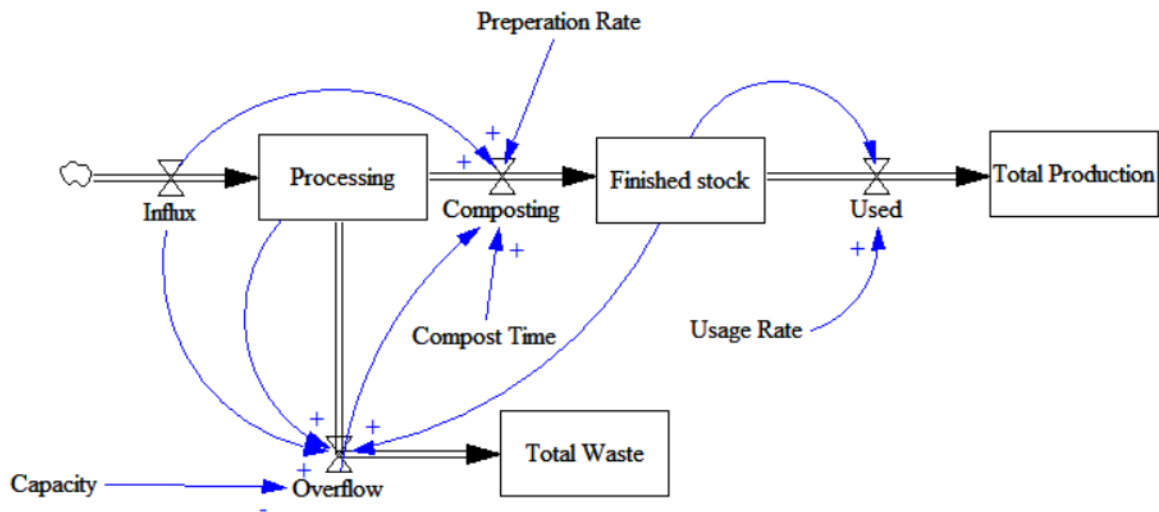 Preperation Rate
+
+
Processing
Finished stock
Total Production
Influx
Composting
Used
+
+
Compost Time
Usage Rate
+
+
Total Waste
+
Capacity
Overflow
-